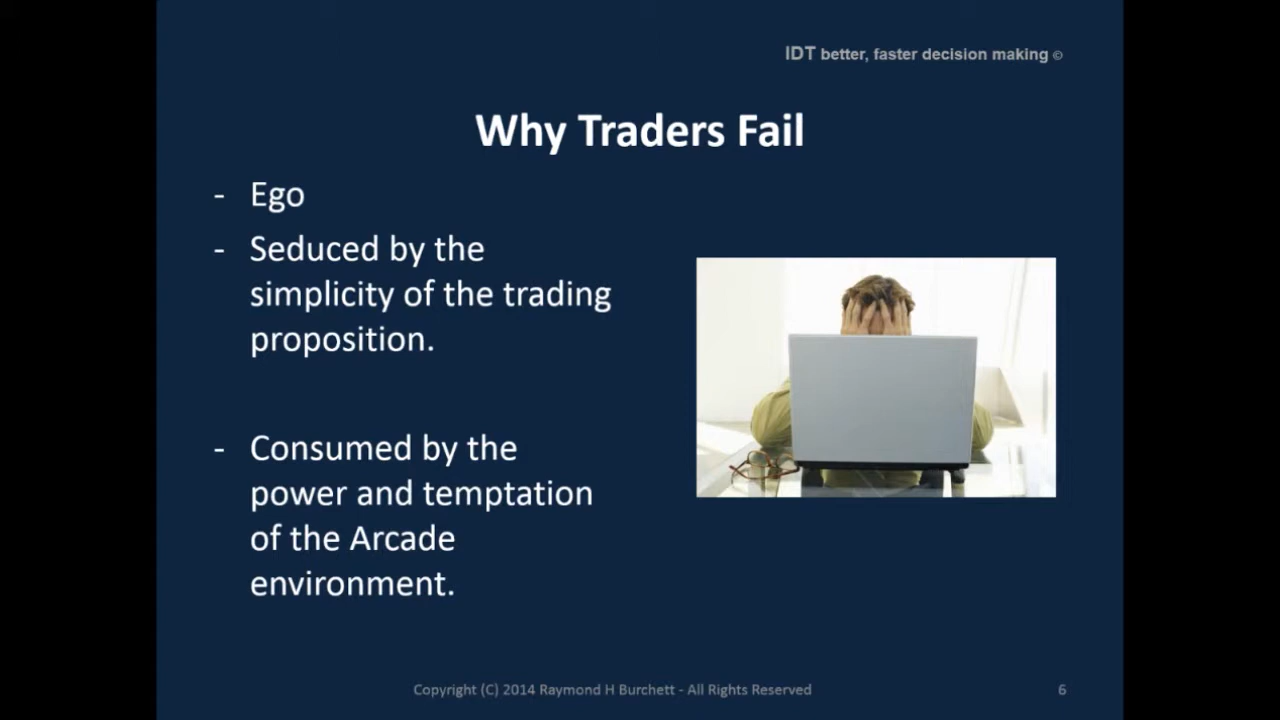 IDT better, faster decision making ©
Why Traders Fail
- Ego
- Seduced by the
simplicity of the trading
proposition.
- Consumed by the
power and temptation
of the Arcade
environment.
Copyright (C) 2014 Raymond H Burchett - All Rights Reserved
6